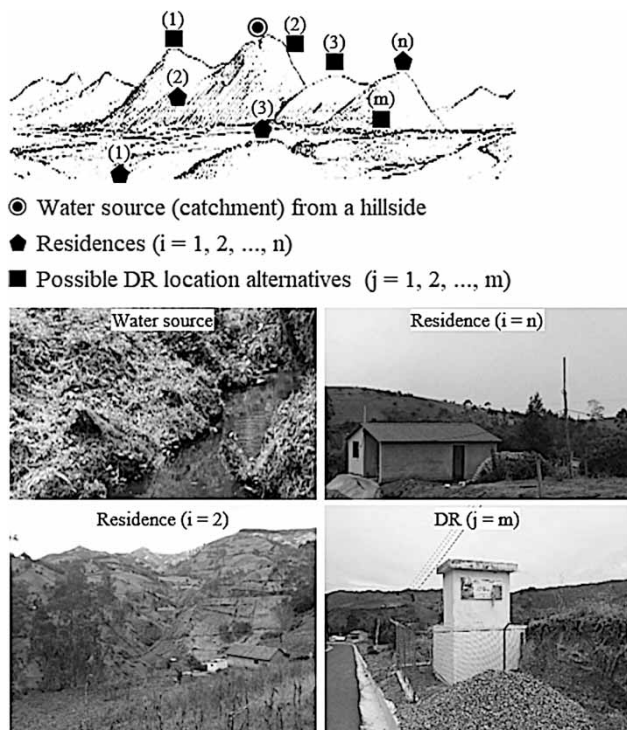 (1)
(2)
(3)
(n)
(2)
(m)
(3)
(1)
Water source (catchment) from a hillside
Residences (i = 1, 2, ..., n)
Possible DR location alternatives (j = 1, 2, ..., m)
Water source
Residence (i = n)
Residence (i = 2)
DR (j = m)